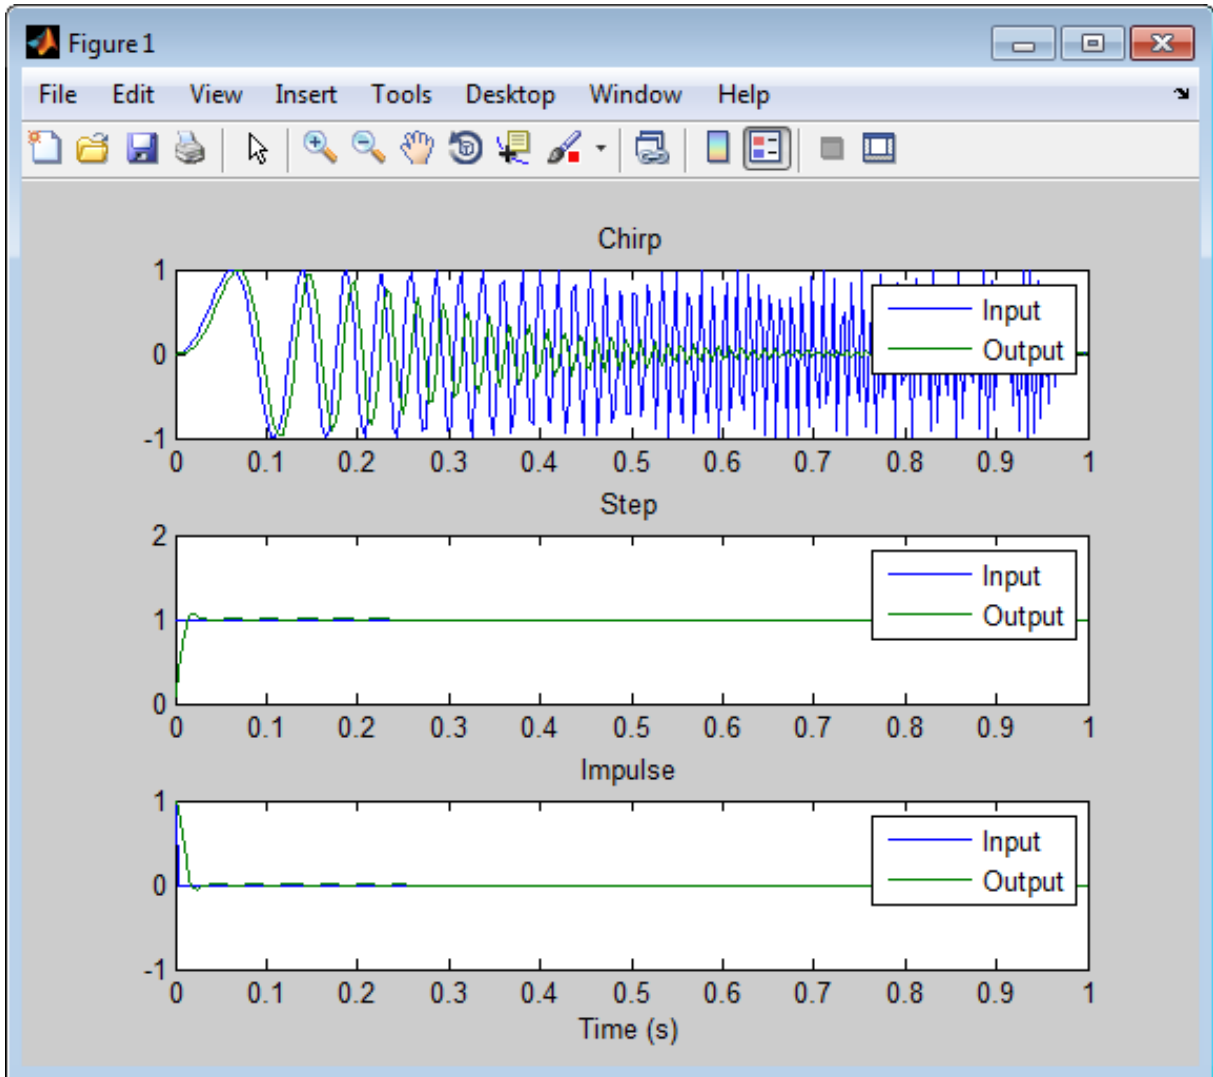 Figure 1
File Edit View Insert Tools Desktop Window Help
Chirp
1
0
-1
Input
Output
0 0.1 0.2 0.3 0.4 0.5 0.6 0.7 0.8 0.9 1
Step
2
1
0
Input
Output
0 0.1 0.2 0.3 0.4 0.5 0.6 0.7 0.8 0.9 1
Impulse
1
0
-1
Input
Output
0 0.1 0.2 0.3 0.4 0.5 0.6 0.7 0.8 0.9 1
Time (s)